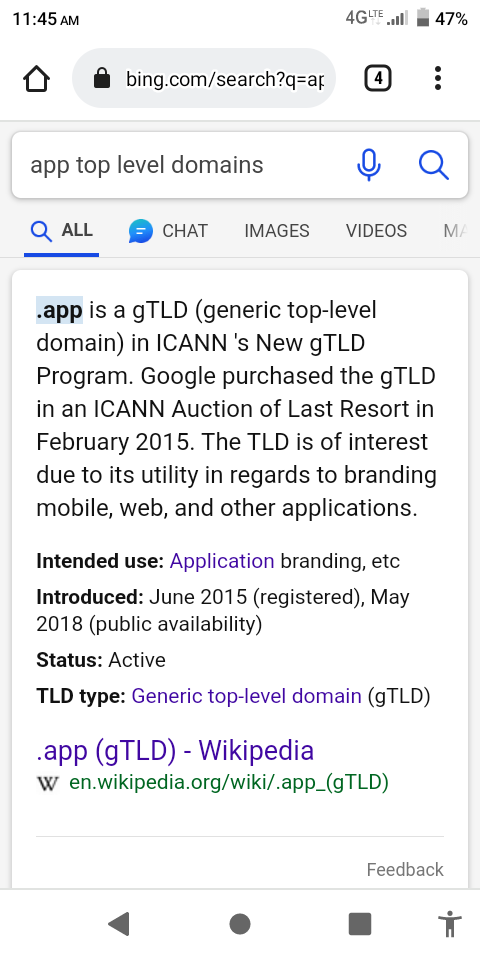 11:45 AM
4G LTE
47%
bing.com/search?q=ap
4
app top level domains
ALL
CHAT
IMAGES
VIDEOS
MA
.app is a gTLD (generic top-level
domain) in ICANN 's New gTLD
Program. Google purchased the gTLD
in an ICANN Auction of Last Resort in
February 2015. The TLD is of interest
due to its utility in regards to branding
mobile, web, and other applications.
Intended use: Application branding, etc
Introduced: June 2015 (registered), May
2018 (public availability)
Status: Active
TLD type: Generic top-level domain (gTLD)
.app (gTLD) - Wikipedia
W en.wikipedia.org/wiki/.app_(gTLD)
Feedback